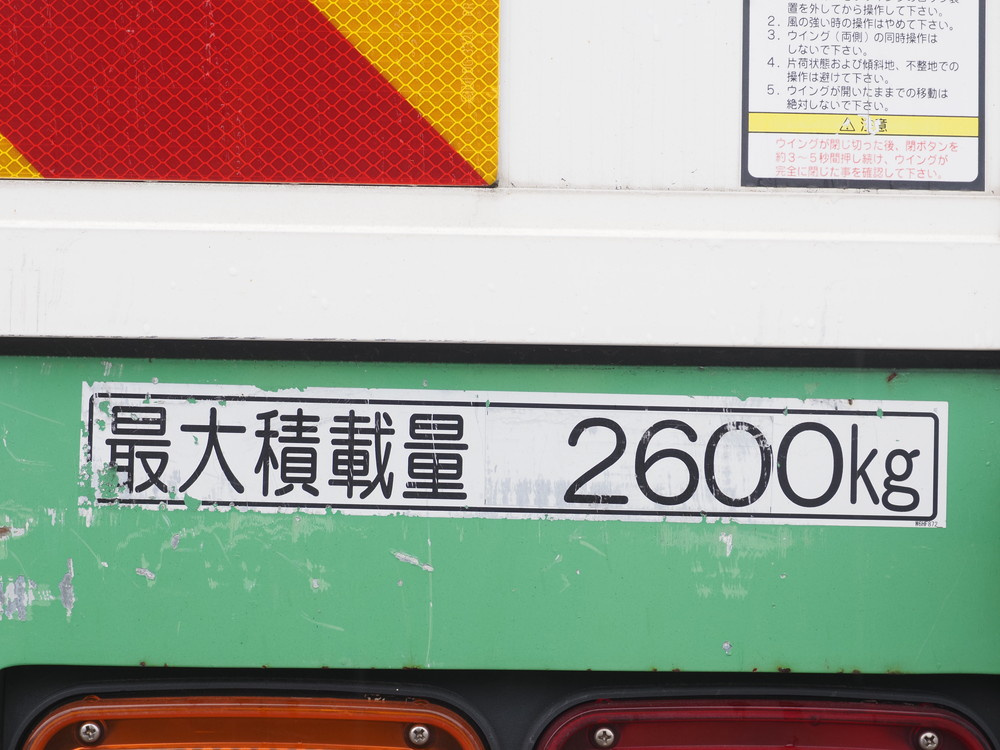 置を外してから操作して下さい。
2. 風の強い時の操作はやめて下さい。
3. ウイング（両側）の同時操作は
しないで下さい。
4. 片荷状態および傾斜地、不整地での
操作は避けて下さい。
5. ウイングが開いたままでの移動は
絶対しないで下さい。
⚠ 注意
ウイングが閉じ切った後、閉ボタンを
約3～5秒間押し続け、ウイングが
完全に閉じた事を確認して下さい。
最大積載量 2600kg